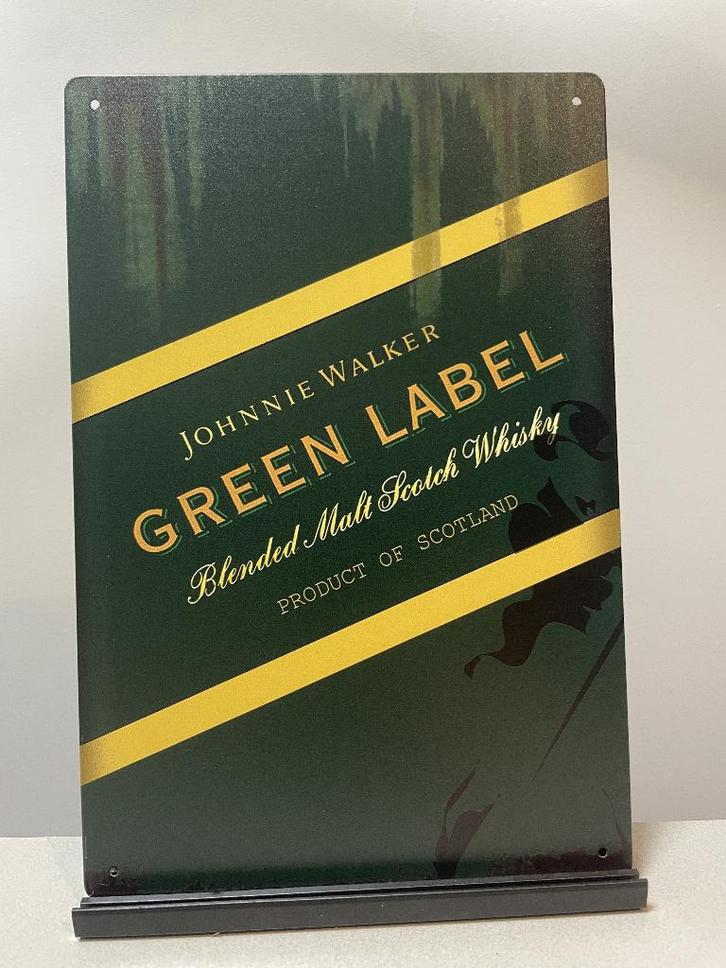 JOHNNIE WALKER
GREEN LABEL
Blended Malt Scotch Whisky
PRODUCT OF SCOTLAND